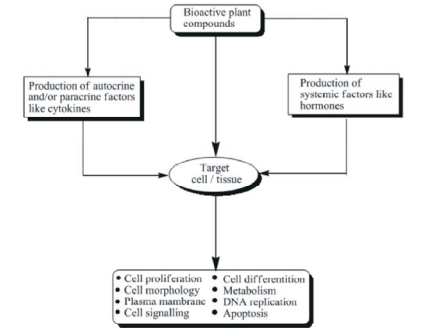 Bioactive plant
compounds
Production of autocrine
and/or paracrine factors
like cytokines
Production of
systemic factors like
hormones
Target
cell / tissue
• Cell proliferation
• Cell morphology
• Plasma mambranc
• Cell signalling
• Cell differentition
• Metabolism
• DNA replication
• Apoptosis